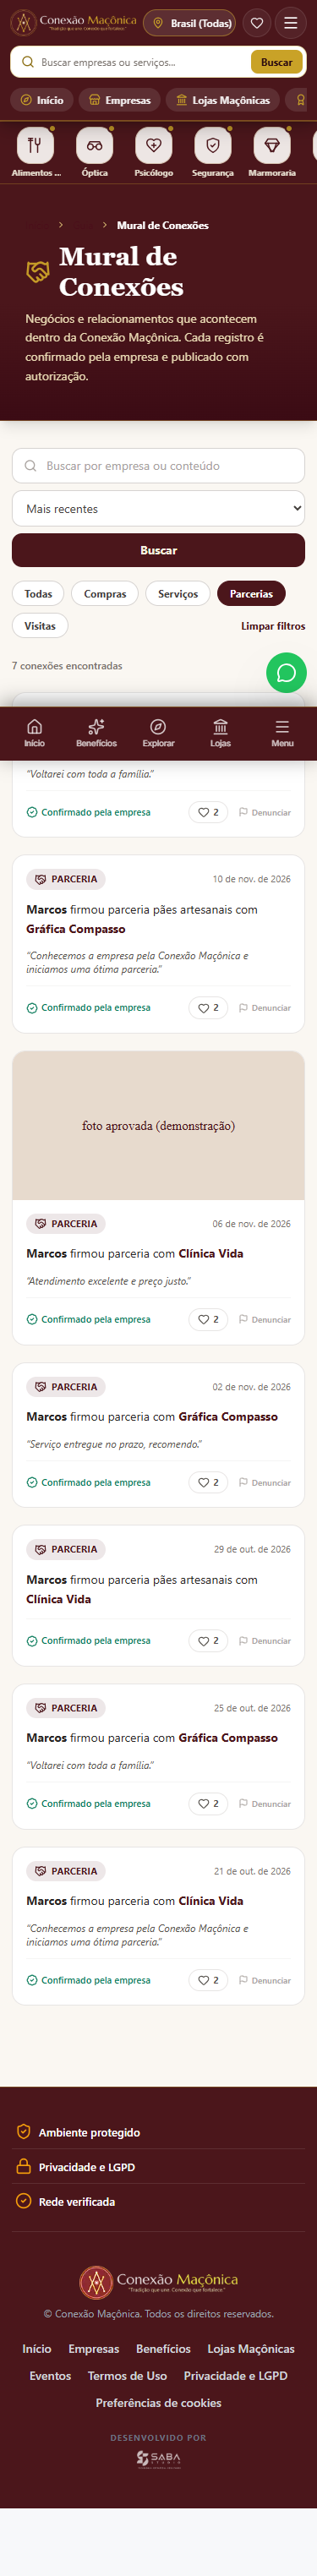 Conexão Maçônica
"Tradição que une. Conexão que fortalece."
Brasil (Todas)
Buscar empresas ou serviços...
Buscar
Início
Empresas
Lojas Maçônicas
Alimentos ...
Óptica
Psicólogo
Segurança
Marmoraria
Mural de Conexões
Mural de
Conexões
Negócios e relacionamentos que acontecem
dentro da Conexão Maçônica. Cada registro é
confirmado pela empresa e publicado com
autorização.
Buscar por empresa ou conteúdo
Mais recentes
Buscar
Todas
Compras
Serviços
Parcerias
Visitas
Limpar filtros
7 conexões encontradas
Início
Benefícios
Explorar
Lojas
Menu
"Voltarei com toda a família."
Confirmado pela empresa
2
Denunciar
PARCERIA
10 de nov. de 2026
Marcos firmou parceria pães artesanais com
Gráfica Compasso
"Conhecemos a empresa pela Conexão Maçônica e
iniciamos uma ótima parceria."
Confirmado pela empresa
2
Denunciar
foto aprovada (demonstração)
PARCERIA
06 de nov. de 2026
Marcos firmou parceria com Clínica Vida
"Atendimento excelente e preço justo."
Confirmado pela empresa
2
Denunciar
PARCERIA
02 de nov. de 2026
Marcos firmou parceria com Gráfica Compasso
"Serviço entregue no prazo, recomendo."
Confirmado pela empresa
2
Denunciar
PARCERIA
29 de out. de 2026
Marcos firmou parceria pães artesanais com
Clínica Vida
Confirmado pela empresa
2
Denunciar
PARCERIA
25 de out. de 2026
Marcos firmou parceria com Gráfica Compasso
"Voltarei com toda a família."
Confirmado pela empresa
2
Denunciar
PARCERIA
21 de out. de 2026
Marcos firmou parceria com Clínica Vida
"Conhecemos a empresa pela Conexão Maçônica e
iniciamos uma ótima parceria."
Confirmado pela empresa
2
Denunciar
Ambiente protegido
Privacidade e LGPD
Rede verificada
Conexão Maçônica
"Tradição que une. Conexão que fortalece."
© Conexão Maçônica. Todos os direitos reservados.
Início
Empresas
Benefícios
Lojas Maçônicas
Eventos
Termos de Uso
Privacidade e LGPD
Preferências de cookies
DESENVOLVIDO POR
SABA